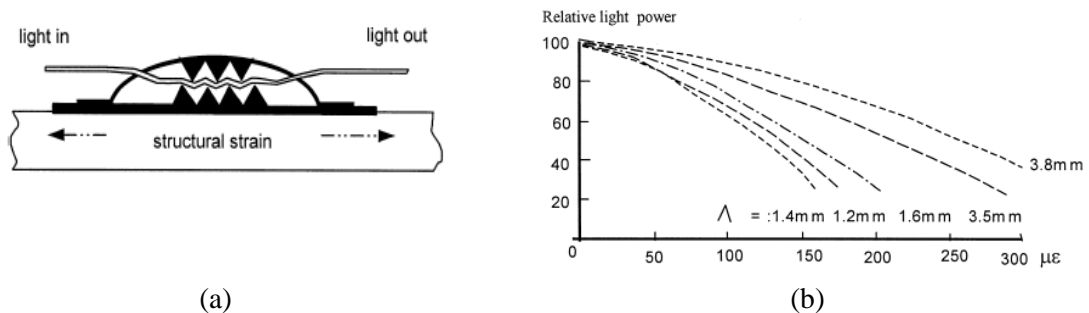 light in
light out
structural strain
(a)
Relative light power
100
80
60
40
20
0
50
100
150
200
250
300
με
3.8mm
Λ = :1.4mm 1.2mm 1.6mm 3.5mm
(b)